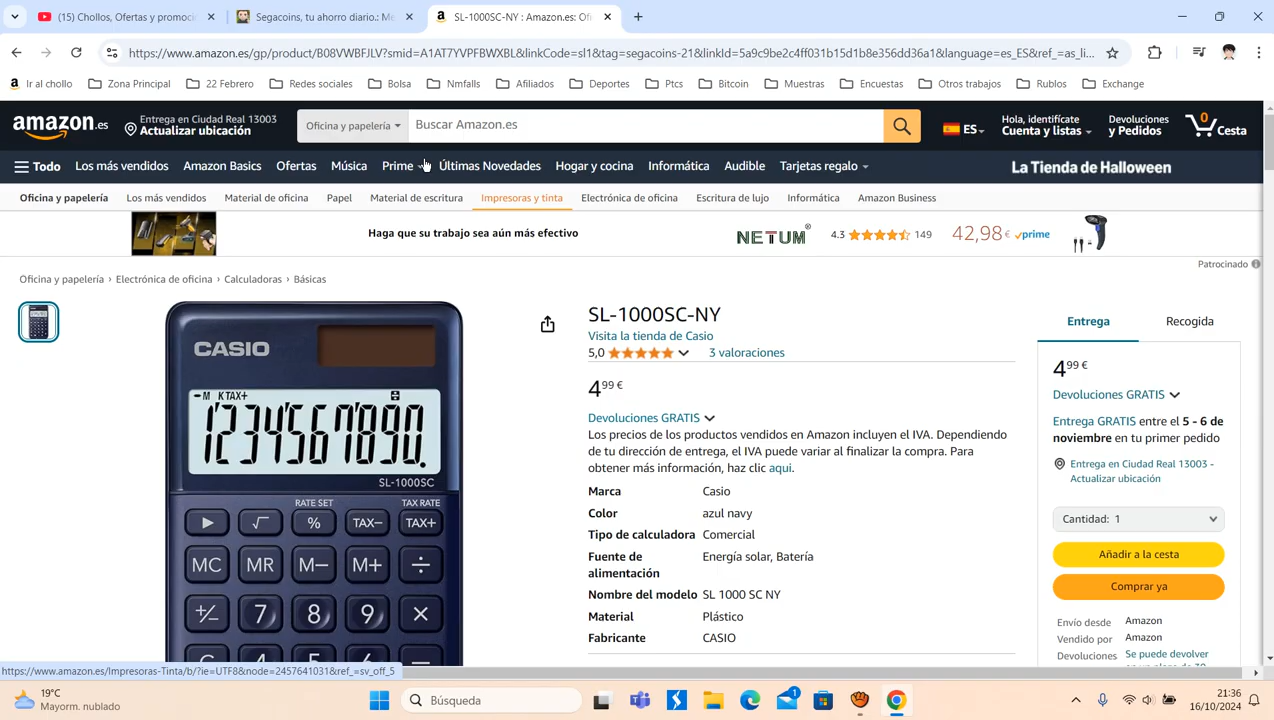 (15) Chollos, Ofertas y promoci
Segacoins, tu ahorro diario.: Me
SL-1000SC-NY : Amazon.es: Ofi
https://www.amazon.es/gp/product/B08VWBFJLV?smid=A1AT7YVPFBWXBL&linkCode=sl1&tag=segacoins-21&linkId=5a9c9be2c4ff031b15d1b8e356dd36a1&language=es_ES&ref_=as_li...
Ir al chollo Zona Principal 22 Febrero Redes sociales Bolsa Nmfalls Afiliados Deportes Ptcs Bitcoin Muestras Encuestas Otros trabajos Rublos Exchange
amazon.es
Entrega en Ciudad Real 13003
Actualizar ubicación
Oficina y papelería
Buscar Amazon.es
ES
Hola, identifícate
Cuenta y listas
Devoluciones
y Pedidos
0
Cesta
Todo Los más vendidos Amazon Basics Ofertas Música Prime Últimas Novedades Hogar y cocina Informática Audible Tarjetas regalo La Tienda de Halloween
Oficina y papelería Los más vendidos Material de oficina Papel Material de escritura Impresoras y tinta Electrónica de oficina Escritura de lujo Informática Amazon Business
Haga que su trabajo sea aún más efectivo NETUM® 4.3 149 42,98€ prime
Patrocinado
Oficina y papelería › Electrónica de oficina › Calculadoras › Básicas
CASIO
M K TAX+
1'234'567'890.
SL-1000SC
RATE SET TAX RATE
√ % TAX− TAX+
MC MR M− M+ ÷
+/− 7 8 9 ×
SL-1000SC-NY
Visita la tienda de Casio
5,0 3 valoraciones
4⁹⁹€
Devoluciones GRATIS
Los precios de los productos vendidos en Amazon incluyen el IVA. Dependiendo
de tu dirección de entrega, el IVA puede variar al finalizar la compra. Para
obtener más información, haz clic aqui.
Marca Casio
Color azul navy
Tipo de calculadora Comercial
Fuente de Energía solar, Batería
alimentación
Nombre del modelo SL 1000 SC NY
Material Plástico
Fabricante CASIO
Entrega Recogida
4⁹⁹€
Devoluciones GRATIS
Entrega GRATIS entre el 5 - 6 de
noviembre en tu primer pedido
Entrega en Ciudad Real 13003 -
Actualizar ubicación
Cantidad: 1
Añadir a la cesta
Comprar ya
Envío desde Amazon
Vendido por Amazon
Devoluciones Se puede devolver
https://www.amazon.es/Impresoras-Tinta/b/?ie=UTF8&node=2457641031&ref_=sv_off_5
19°C
Mayorm. nublado
Búsqueda
1
21:36
16/10/2024